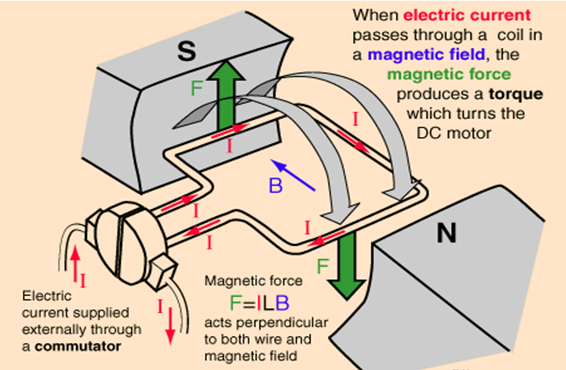 When electric current
passes through a coil in
a magnetic field, the
magnetic force
produces a torque
which turns the
DC motor
S
F
I
I
B
I
I
I
N
F
I
I
Electric
current supplied
externally through
a commutator
Magnetic force
F=ILB
acts perpendicular
to both wire and
magnetic field